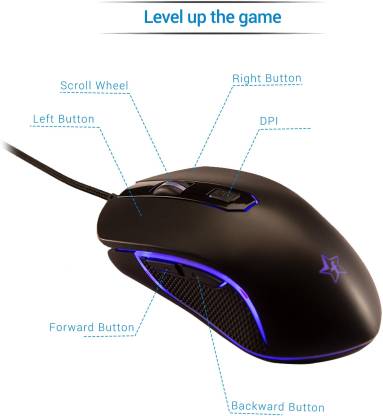 Level up the game
Right Button
Scroll Wheel
Left Button
DPI
Forward Button
Backward Button